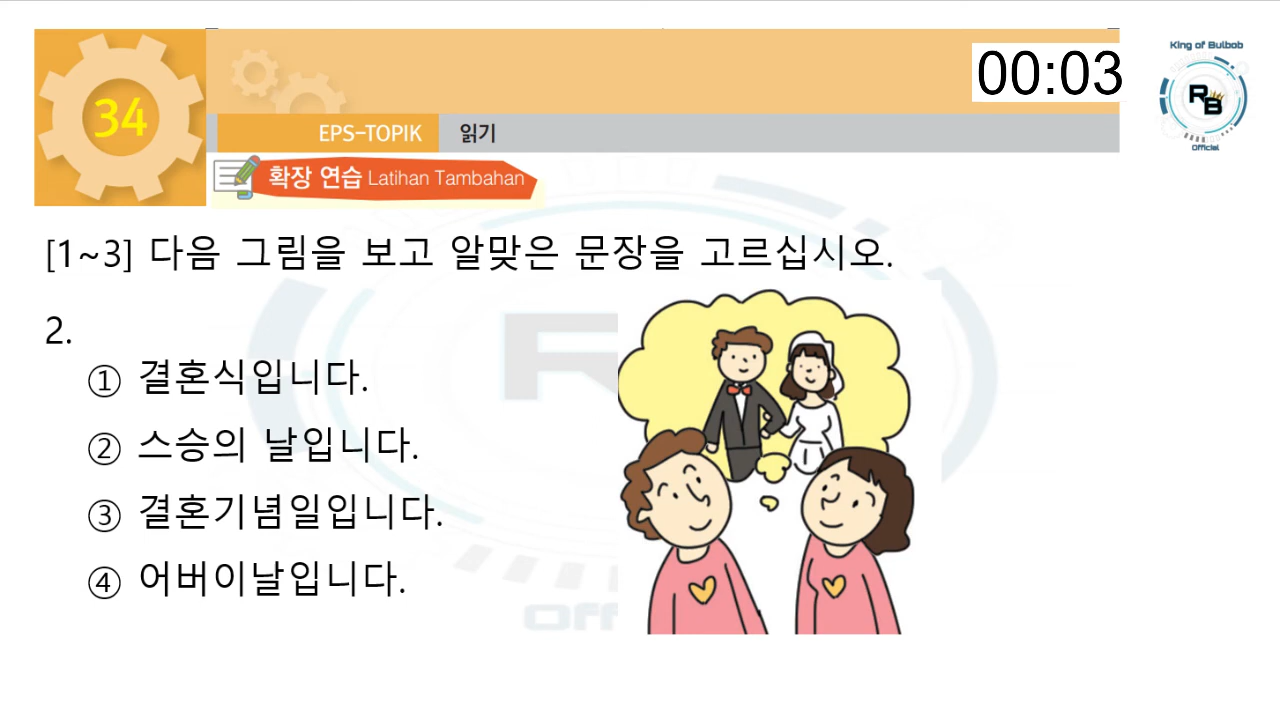 King of Bulbob
00:03
RB
34
Official
EPS-TOPIK 읽기
확장 연습 Latihan Tambahan
[1~3] 다음 그림을 보고 알맞은 문장을 고르십시오.
2.
① 결혼식입니다.
② 스승의 날입니다.
③ 결혼기념일입니다.
④ 어버이날입니다.